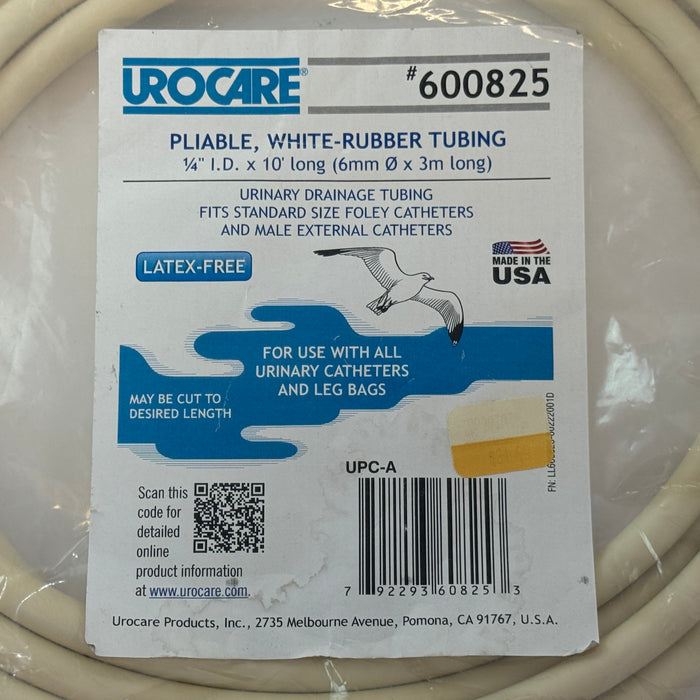 UROCARE®
#600825
PLIABLE, WHITE-RUBBER TUBING
¼" I.D. x 10' long (6mm Ø x 3m long)
URINARY DRAINAGE TUBING
FITS STANDARD SIZE FOLEY CATHETERS
AND MALE EXTERNAL CATHETERS
LATEX-FREE
MADE IN THE
USA
FOR USE WITH ALL
URINARY CATHETERS
AND LEG BAGS
MAY BE CUT TO
DESIRED LENGTH
UPC-A
Scan this
code for
detailed
online
product information
at www.urocare.com.
7 92293 60825 3
Urocare Products, Inc., 2735 Melbourne Avenue, Pomona, CA 91767, U.S.A.